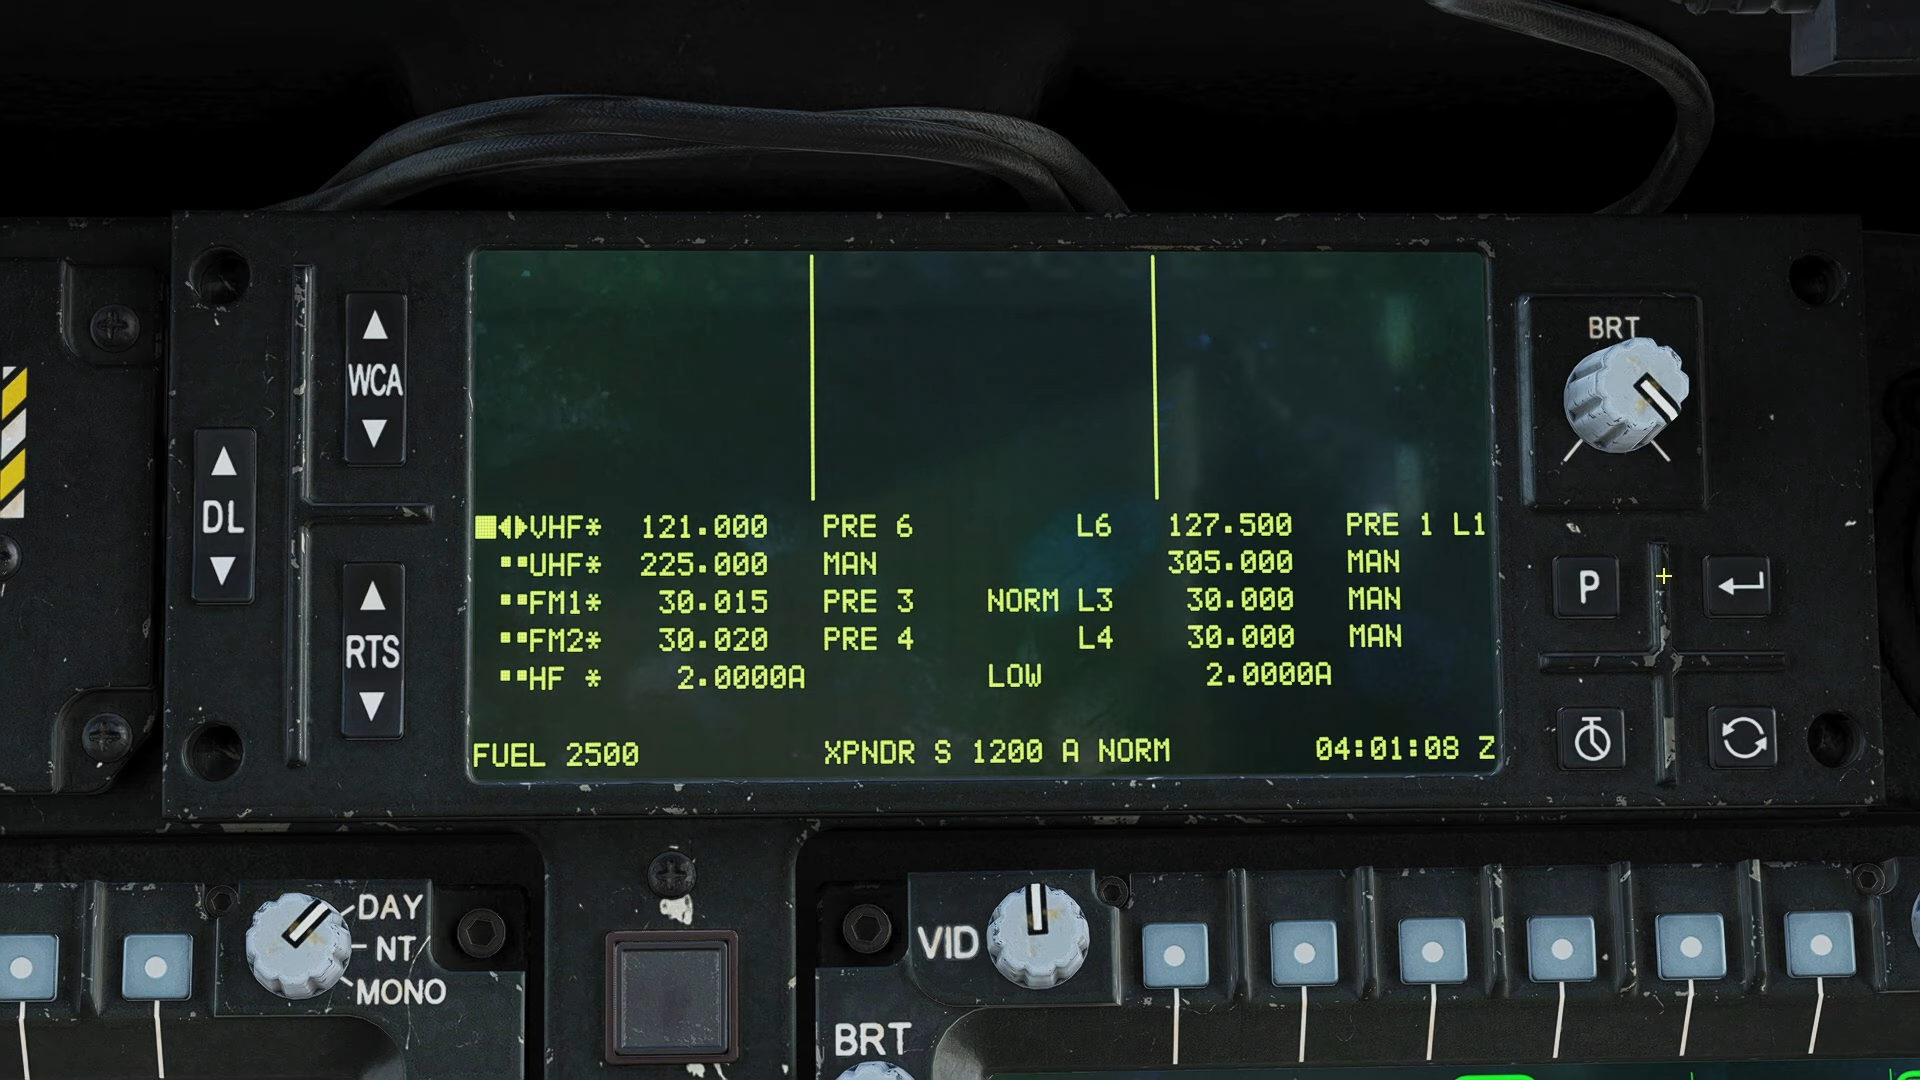 BRT
WCA
DL
RTS
VHF* 121.000 PRE 6 L6 127.500 PRE 1 L1
UHF* 225.000 MAN 305.000 MAN
FM1* 30.015 PRE 3 NORM L3 30.000 MAN
FM2* 30.020 PRE 4 L4 30.000 MAN
HF * 2.0000A LOW 2.0000A
FUEL 2500 XPNDR S 1200 A NORM 04:01:08 Z
P
DAY
NT
MONO
VID
BRT